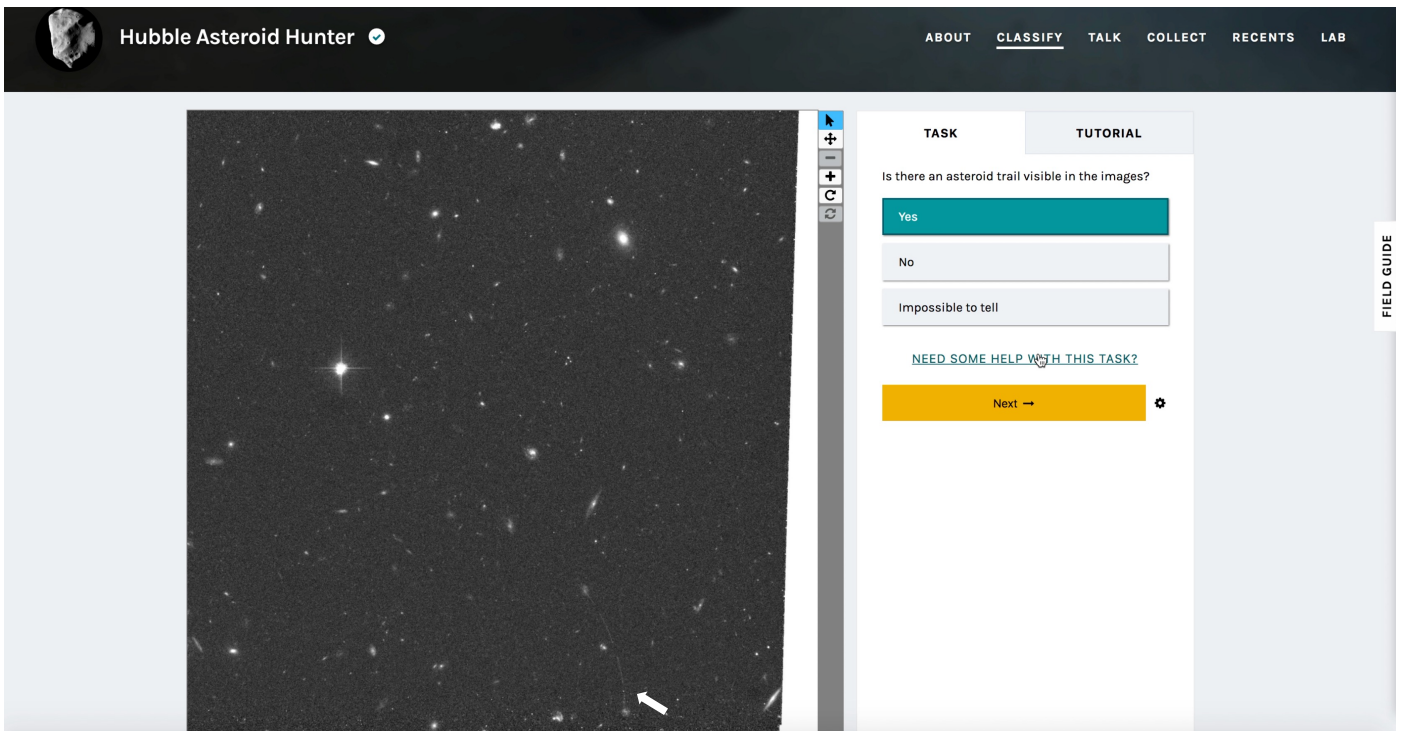 Hubble Asteroid Hunter
ABOUT CLASSIFY TALK COLLECT RECENTS LAB
TASK TUTORIAL
Is there an asteroid trail visible in the images?
Yes
No
Impossible to tell
NEED SOME HELP WITH THIS TASK?
Next →
FIELD GUIDE